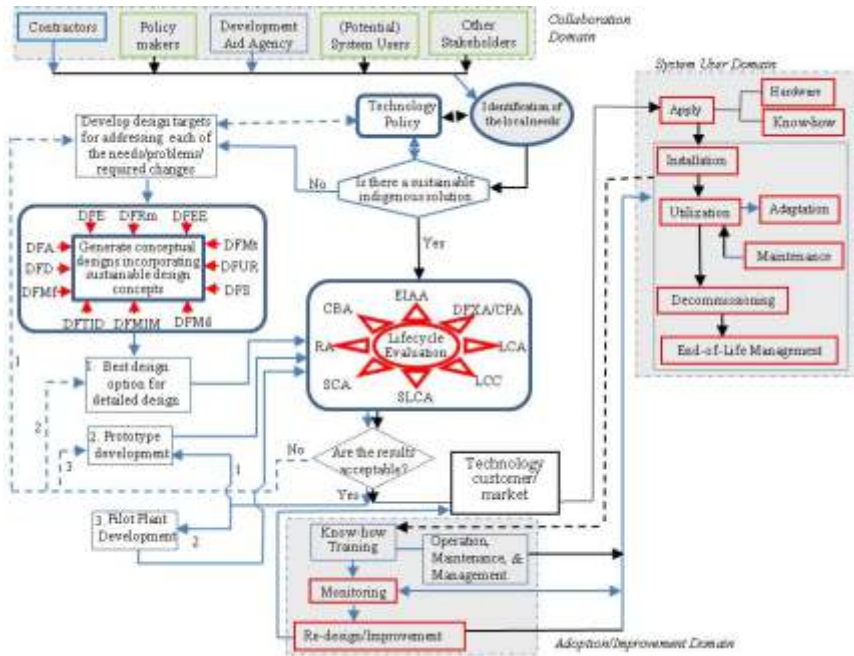 Contractors
Policy
makers
Development
Aid Agency
(Potential)
System Users
Other
Stakeholders
Collaboration
Domain
System User Domain
Develop design targets
for addressing each of
the needs/problems/
required changes
Technology
Policy
Identification of
the local needs
Apply
Hardware
Know-how
Installation
No
Is there a sustainable
indigenous solution
Utilization
Adaptation
Yes
Maintenance
DFE
DFRm
DFEE
DFA
DFD
DFMf
Generate conceptual
designs incorporating
sustainable design
concepts
DFUR
DFS
DFTID
DFMIM
DFMd
Decommissioning
End-of-Life Management
EIAA
CBA
DFXA/CPA
RA
Lifecycle
Evaluation
LCA
SCA
LCC
SLCA
1
1. Best design
option for
detailed design
2
2. Prototype
development
3
1
No
Are the results
acceptable?
Yes
Technology
customer/
market
3 Pilot Plant
Development
2
Know-how
Training
Operation,
Maintenance, &
Management
Monitoring
Re-design/Improvement
Adoption/Improvement Domain